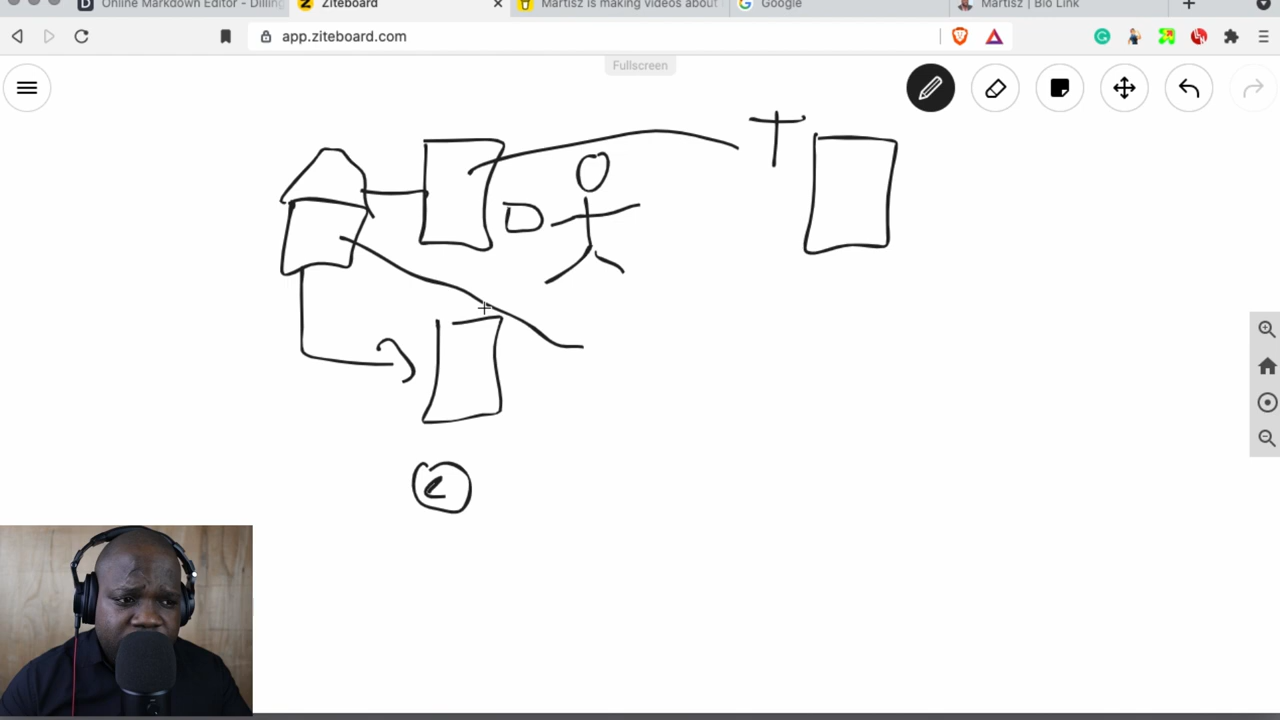 Online Markdown Editor - Dilling
Ziteboard
Martisz is making videos about
Google
Martisz | Bio Link
app.ziteboard.com
Fullscreen
T
D